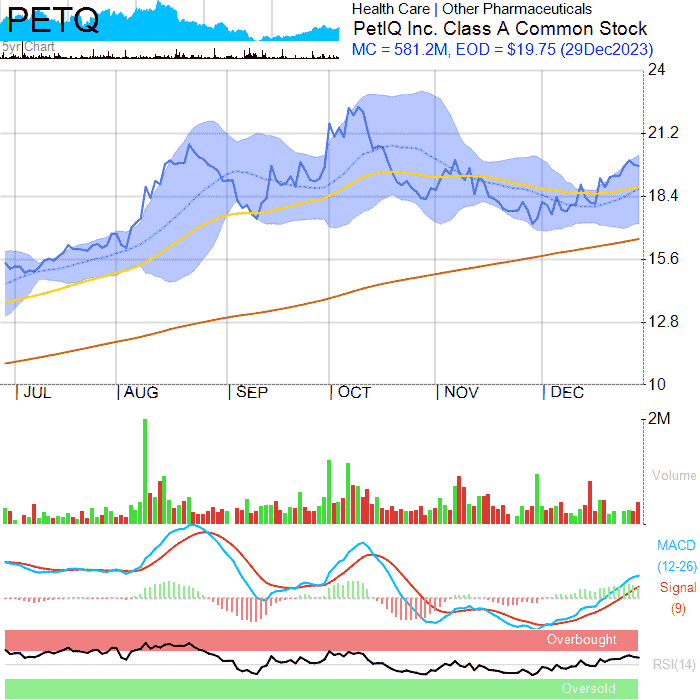 PETQ
5yr Chart
Health Care | Other Pharmaceuticals
PetIQ Inc. Class A Common Stock
MC = 581.2M, EOD = $19.75 (29Dec2023)
24
21.2
18.4
15.6
12.8
10
JUL
AUG
SEP
OCT
NOV
DEC
2M
Volume
MACD
(12-26)
Signal
(9)
Overbought
RSI(14)
Oversold